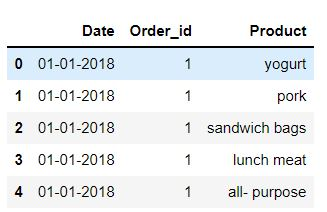 Date Order_id Product
0 01-01-2018 1 yogurt
1 01-01-2018 1 pork
2 01-01-2018 1 sandwich bags
3 01-01-2018 1 lunch meat
4 01-01-2018 1 all- purpose